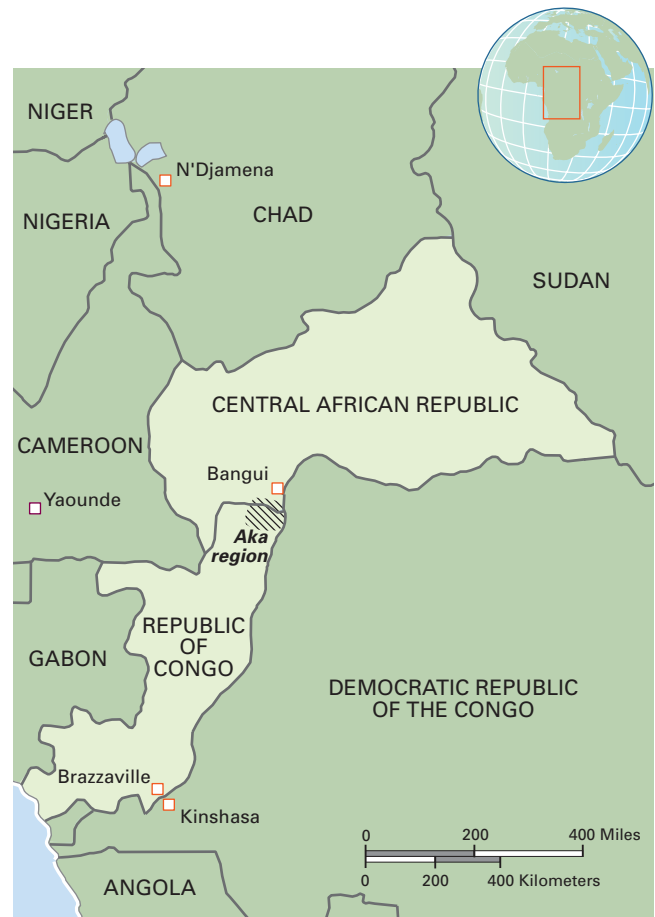 NIGER
N'Djamena
NIGERIA
CHAD
SUDAN
CENTRAL AFRICAN REPUBLIC
CAMEROON
Bangui
Yaounde
Aka
region
REPUBLIC
OF
CONGO
GABON
DEMOCRATIC REPUBLIC
OF THE CONGO
Brazzaville
Kinshasa
0 200 400 Miles
0 200 400 Kilometers
ANGOLA